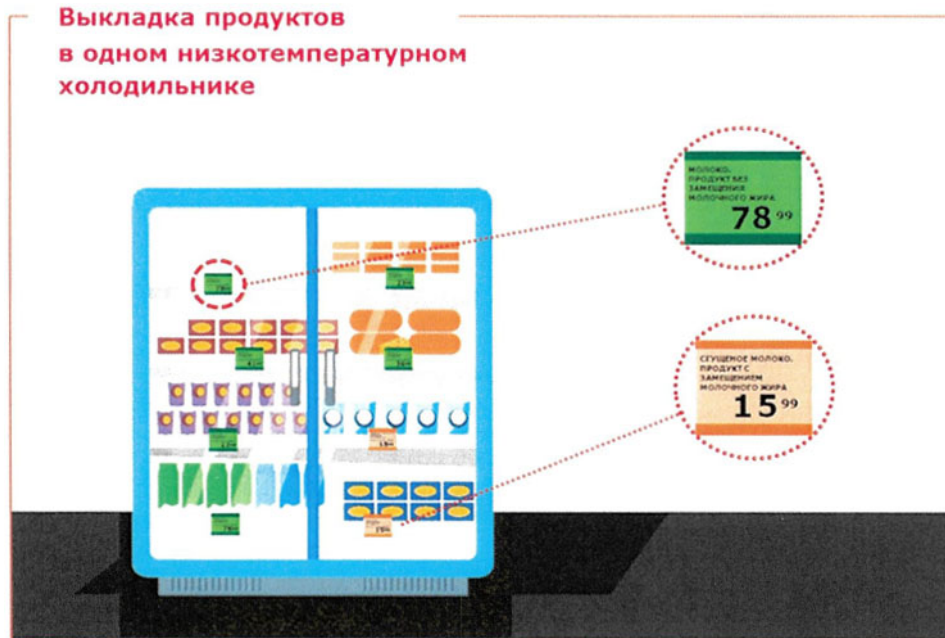 Выкладка продуктов
в одном низкотемпературном
холодильнике
МОЛОКО.
ПРОДУКТ БЕЗ
ЗАМЕЩЕНИЯ
МОЛОЧНОГО ЖИРА
78 99
СГУЩЕНОЕ МОЛОКО.
ПРОДУКТ С
ЗАМЕЩЕНИЕМ
МОЛОЧНОГО ЖИРА
15 99